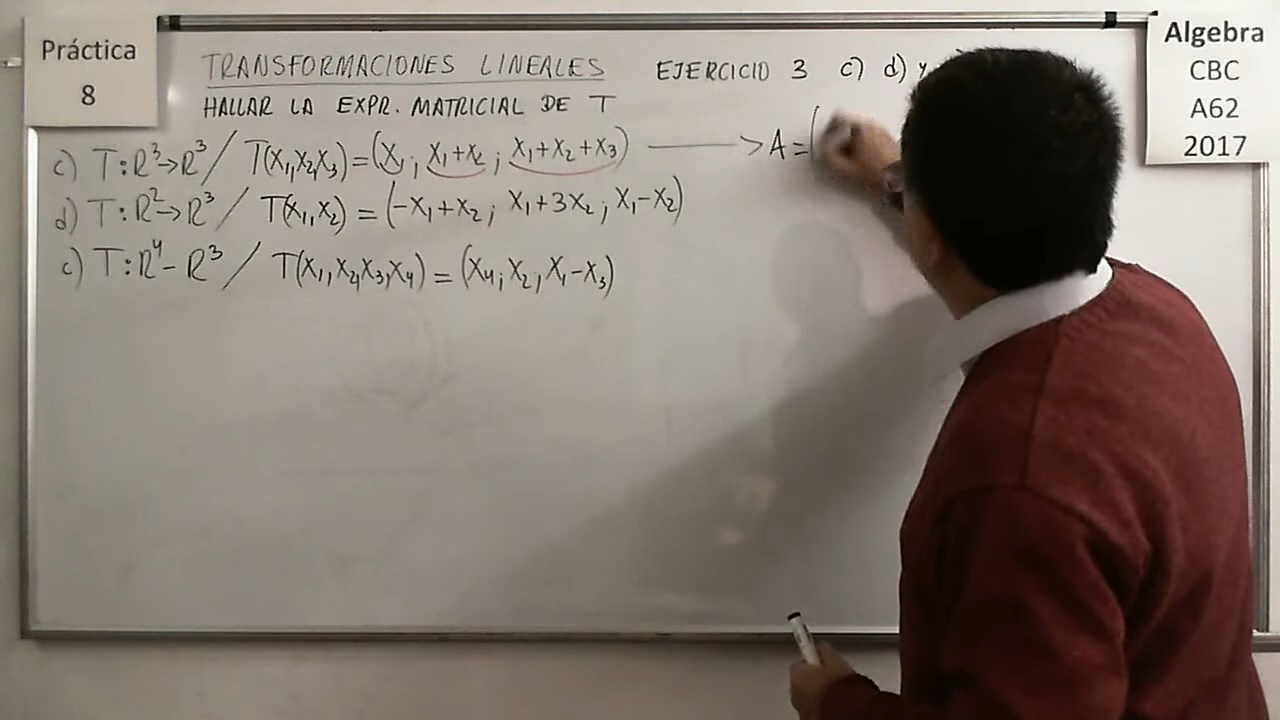 Práctica
8
TRANSFORMACIONES LINEALES EJERCICIO 3 c) d) y
HALLAR LA EXPR. MATRICIAL DE T
c) T:R³→R³ / T(X₁,X₂,X₃)=(X₁; X₁+X₂; X₁+X₂+X₃) ⟶ A=(
d) T:R²→R³ / T(X₁,X₂) = (-X₁+X₂; X₁+3X₂; X₁-X₂)
c) T:R⁴-R³ / T(X₁,X₂,X₃,X₄) = (X₄; X₂, X₁-X₃)
Algebra
CBC
A62
2017